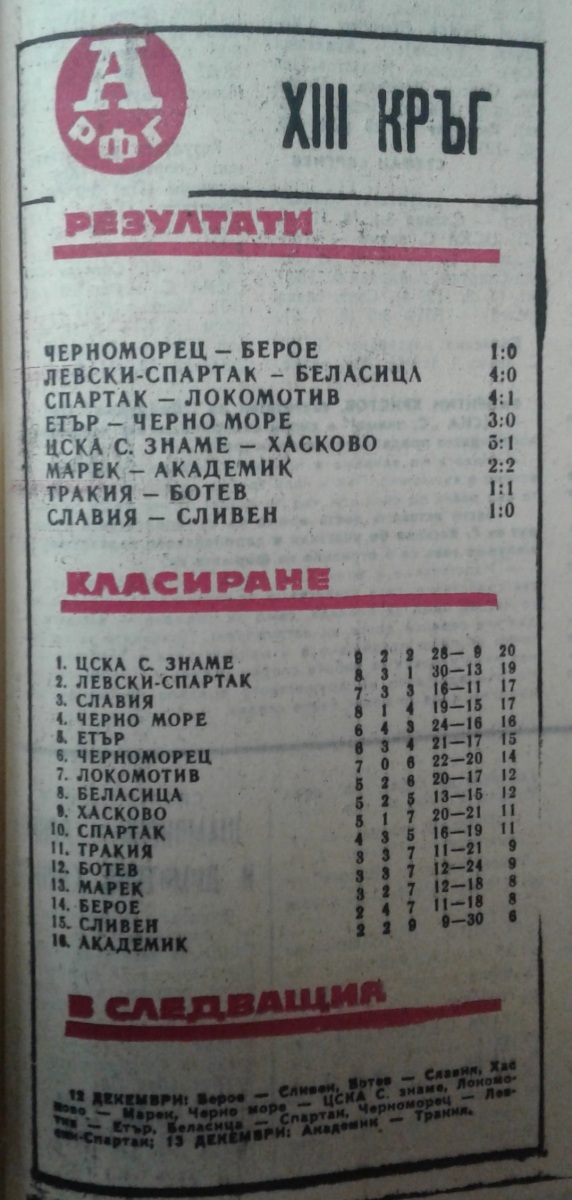 А
РФГ
XIII КРЪГ
РЕЗУЛТАТИ
ЧЕРНОМОРЕЦ — БЕРОЕ 1:0
ЛЕВСКИ-СПАРТАК — БЕЛАСИЦА 4:0
СПАРТАК — ЛОКОМОТИВ 4:1
ЕТЪР — ЧЕРНО МОРЕ 3:0
ЦСКА С. ЗНАМЕ — ХАСКОВО 5:1
МАРЕК — АКАДЕМИК 2:2
ТРАКИЯ — БОТЕВ 1:1
СЛАВИЯ — СЛИВЕН 1:0
КЛАСИРАНЕ
1. ЦСКА С. ЗНАМЕ 9 2 2 28— 9 20
2. ЛЕВСКИ-СПАРТАК 8 3 1 30—13 19
3. СЛАВИЯ 7 3 3 16—11 17
4. ЧЕРНО МОРЕ 8 1 4 19—15 17
5. ЕТЪР 6 4 3 24—16 16
6. ЧЕРНОМОРЕЦ 6 3 4 21—17 15
7. ЛОКОМОТИВ 7 0 6 22—20 14
8. БЕЛАСИЦА 5 2 6 20—17 12
9. ХАСКОВО 5 2 5 13—15 12
10. СПАРТАК 5 1 7 20—21 11
11. ТРАКИЯ 4 3 5 16—19 11
12. БОТЕВ 3 3 7 11—21 9
13. МАРЕК 3 3 7 12—24 9
14. БЕРОЕ 3 2 7 12—18 8
15. СЛИВЕН 2 4 7 11—18 8
16. АКАДЕМИК 2 2 9 9—30 6
В СЛЕДВАЩИЯ
12 ДЕКЕМВРИ: Берое — Сливен, Ботев — Славия, Хас-
ково — Марек, Черно море — ЦСКА С. знаме, Локомо-
тив — Етър, Беласица — Спартак, Черноморец — Лев-
ски-Спартак; 13 ДЕКЕМВРИ: Академик — Тракия.